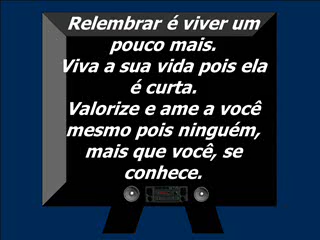 Relembrar é viver um
pouco mais.
Viva a sua vida pois ela
é curta.
Valorize e ame a você
mesmo pois ninguém,
mais que você, se
conhece.